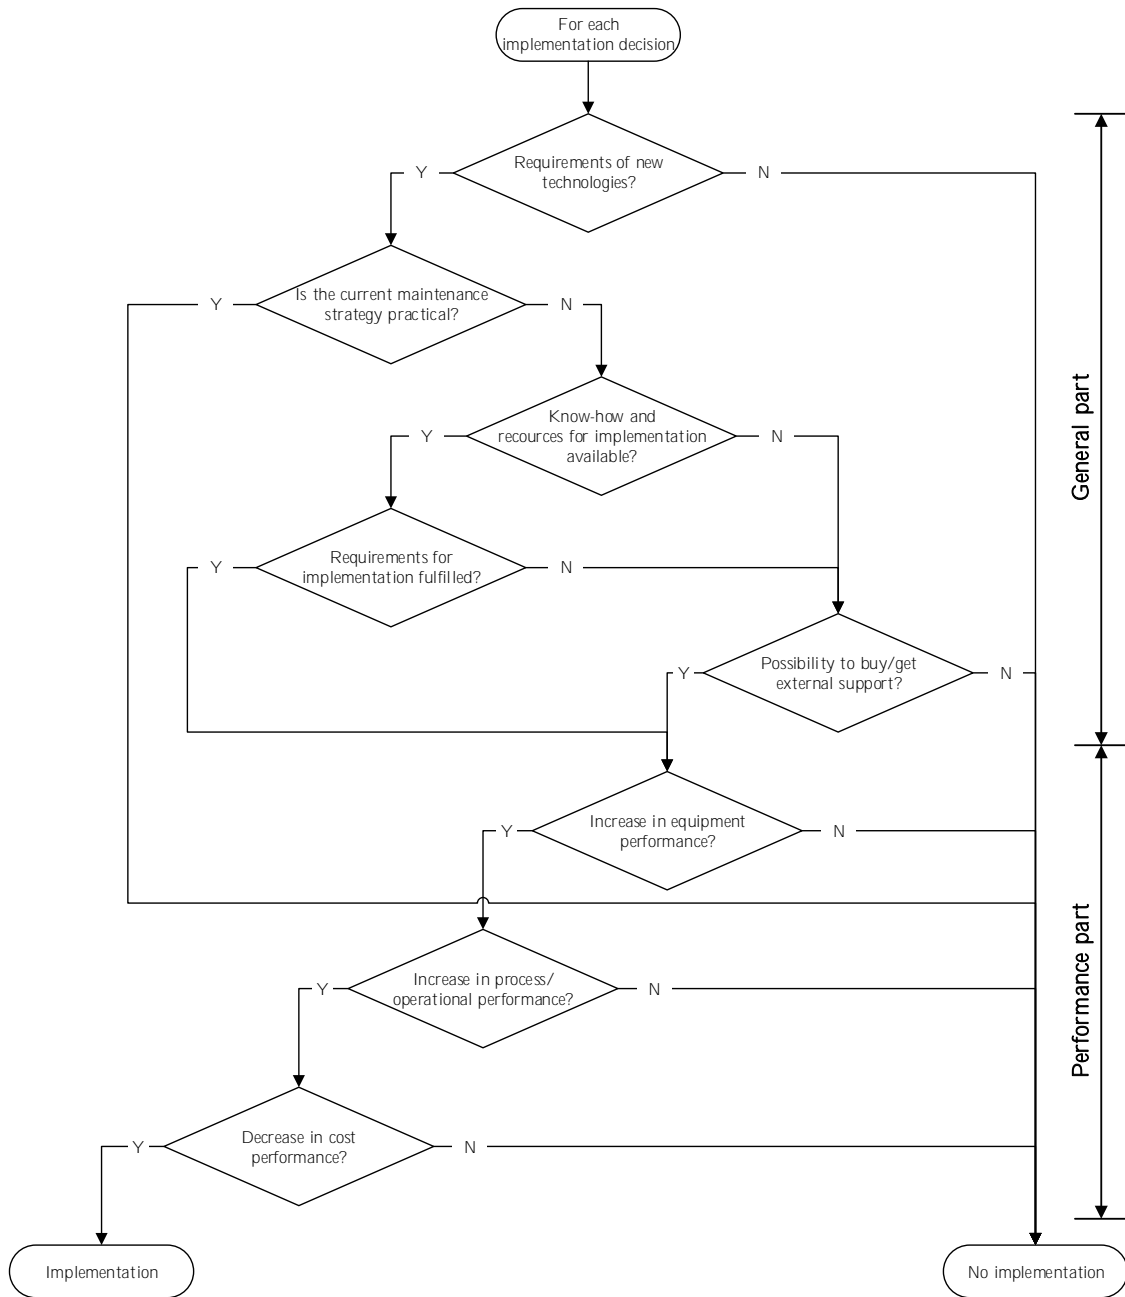 For each
implementation decision
Requirements of new
technologies?
Y
N
Is the current maintenance
strategy practical?
Y
N
Know-how and
recources for implementation
available?
Y
N
General part
Requirements for
implementation fulfilled?
Y
N
Possibility to buy/get
external support?
Y
N
Increase in equipment
performance?
Y
N
Performance part
Increase in process/
operational performance?
Y
N
Decrease in cost
performance?
Y
N
Implementation
No implementation